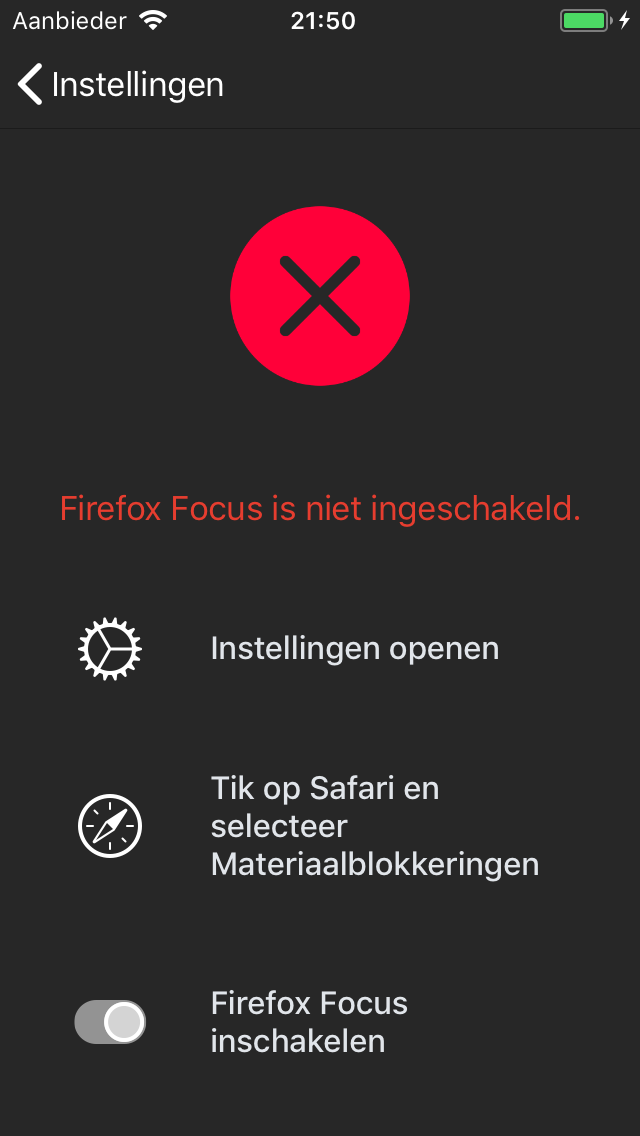 Aanbieder 21:50
Instellingen
Firefox Focus is niet ingeschakeld.
Instellingen openen
Tik op Safari en
selecteer
Materiaalblokkeringen
Firefox Focus
inschakelen